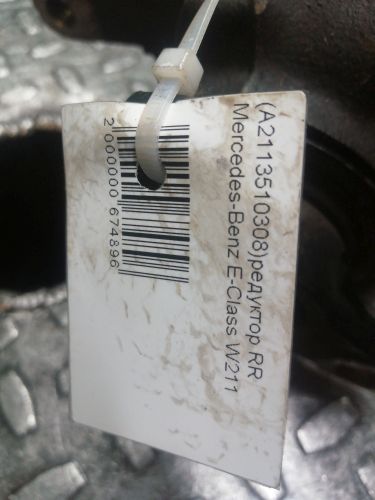 (A2113510308)редуктор RR
Mercedes-Benz E-Class W211
2 000000 674896